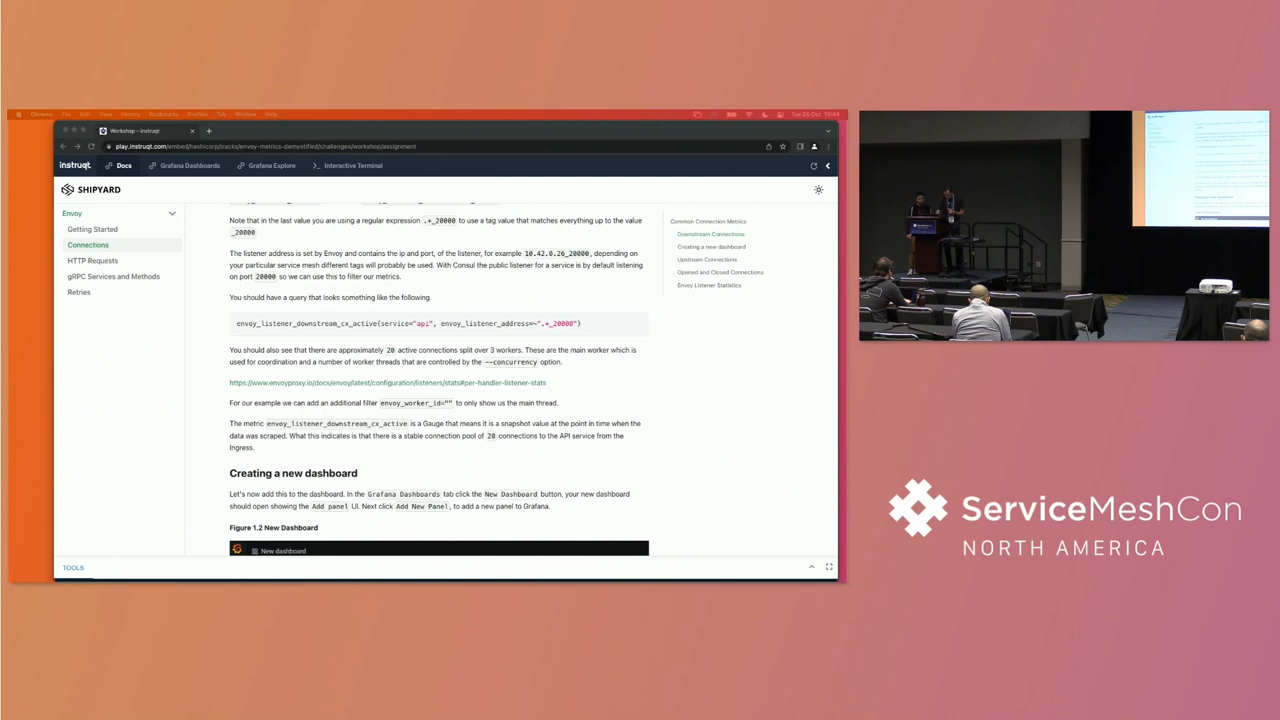 Chrome File Edit View History Bookmarks Profiles Tab Window Help
Workshop - instruqt
play.instruqt.com/embed/hashicorp/tracks/envoy-metrics-demystified/challenges/workshop/assignment
instruqt Docs Grafana Dashboards Grafana Explore Interactive Terminal
SHIPYARD
Envoy
Getting Started
Connections
HTTP Requests
gRPC Services and Methods
Retries
Note that in the last value you are using a regular expression .*_20000 to use a tag value that matches everything up to the value
_20000
The listener address is set by Envoy and contains the ip and port, of the listener, for example 10.42.0.26_20000, depending on
your particular service mesh different tags will probably be used. With Consul the public listener for a service is by default listening
on port 20000 so we can use this to filter our metrics.
You should have a query that looks something like the following.
envoy_listener_downstream_cx_active{service="api", envoy_listener_address=~".*_20000"}
You should also see that there are approximately 20 active connections split over 3 workers. These are the main worker which is
used for coordination and a number of worker threads that are controlled by the --concurrency option.
https://www.envoyproxy.io/docs/envoy/latest/configuration/listeners/stats#per-handler-listener-stats
For our example we can add an additional filter envoy_worker_id="" to only show us the main thread.
The metric envoy_listener_downstream_cx_active is a Gauge that means it is a snapshot value at the point in time when the
data was scraped. What this indicates is that there is a stable connection pool of 20 connections to the API service from the
Ingress.
Creating a new dashboard
Let's now add this to the dashboard. In the Grafana Dashboards tab click the New Dashboard button, your new dashboard
should open showing the Add panel UI. Next click Add New Panel, to add a new panel to Grafana.
Figure 1.2 New Dashboard
New dashboard
Common Connection Metrics
Downstream Connections
Creating a new dashboard
Upstream Connections
Opened and Closed Connections
Envoy Listener Statistics
TOOLS
ServiceMeshCon
NORTH AMERICA